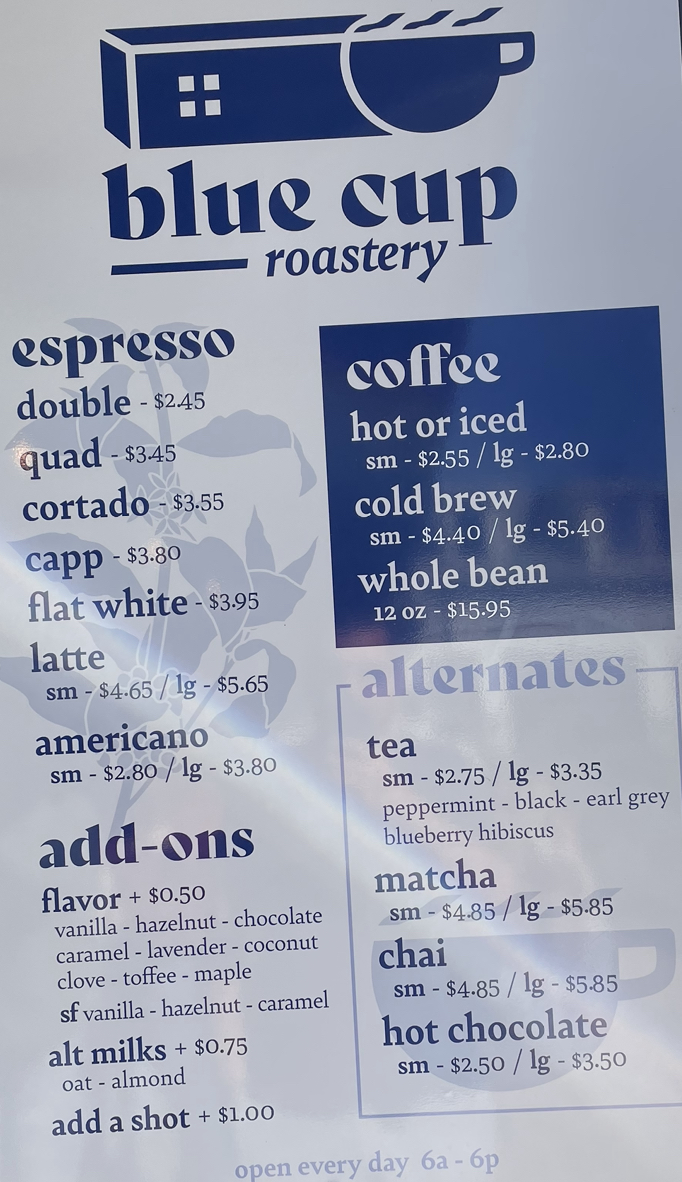 blue cup
roastery
espresso
double - $2.45
quad - $3.45
cortado - $3.55
capp - $3.80
flat white - $3.95
latte
sm - $4.65 / lg - $5.65
americano
sm - $2.80 / lg - $3.80
add-ons
flavor + $0.50
vanilla - hazelnut - chocolate
caramel - lavender - coconut
clove - toffee - maple
sf vanilla - hazelnut - caramel
alt milks + $0.75
oat - almond
add a shot + $1.00
coffee
hot or iced
sm - $2.55 / lg - $2.80
cold brew
sm - $4.40 / lg - $5.40
whole bean
12 oz - $15.95
alternates
tea
sm - $2.75 / lg - $3.35
peppermint - black - earl grey
blueberry hibiscus
matcha
sm - $4.85 / lg - $5.85
chai
sm - $4.85 / lg - $5.85
hot chocolate
sm - $2.50 / lg - $3.50
open every day 6a - 6p